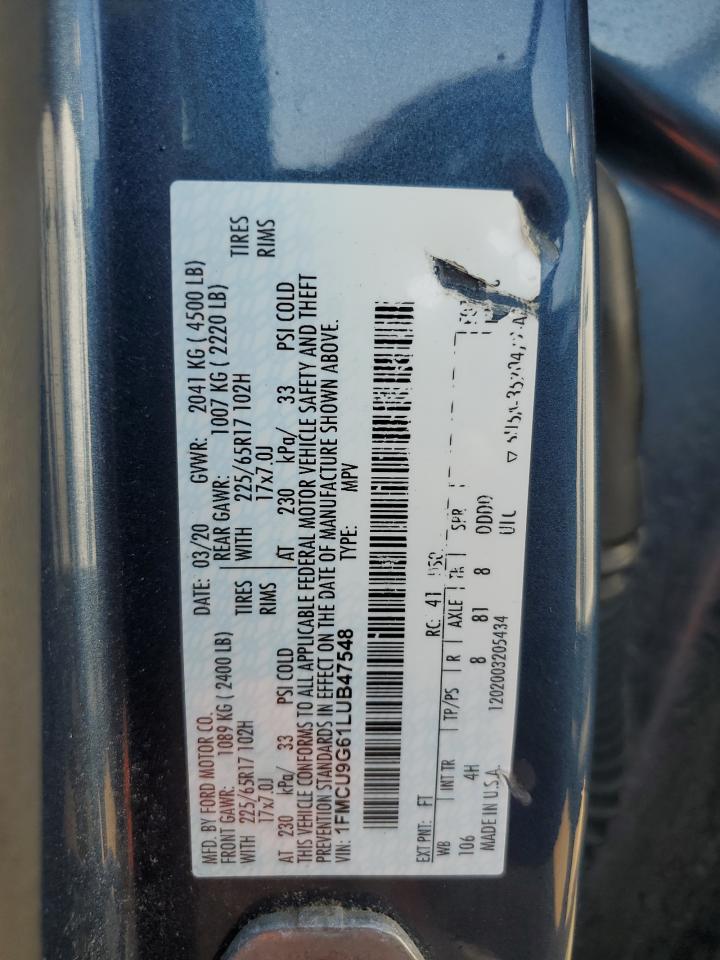 MFD. BY FORD MOTOR CO.
DATE: 03/20 GVWR: 2041 KG ( 4500 LB)
FRONT GAWR: 1089 KG ( 2400 LB) REAR GAWR: 1007 KG ( 2220 LB)
WITH 225/65R17 102H TIRES WITH 225/65R17 102H TIRES
17x7.0J RIMS 17x7.0J RIMS
AT 230 kPa/ 33 PSI COLD AT 230 kPa/ 33 PSI COLD
THIS VEHICLE CONFORMS TO ALL APPLICABLE FEDERAL MOTOR VEHICLE SAFETY AND THEFT
PREVENTION STANDARDS IN EFFECT ON THE DATE OF MANUFACTURE SHOWN ABOVE.
VIN: 1FMCU9G61LUB47548 TYPE: MPV
EXT PNT: FT RC: 41
WB INT TR TP/PS R AXLE TR SPR
106 4H 8 81 8 DDDD
MADE IN U.S.A. 1202003205434 UIL